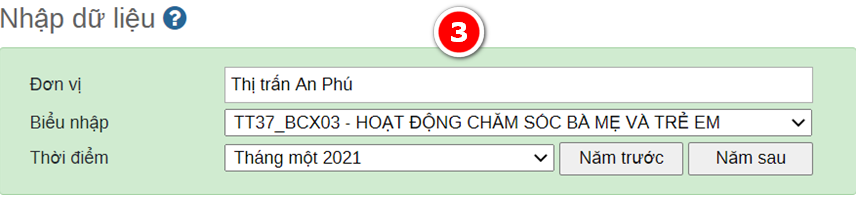 Nhập dữ liệu ?
3
Đơn vị Thị trấn An Phú
Biểu nhập TT37_BCX03 - HOẠT ĐỘNG CHĂM SÓC BÀ MẸ VÀ TRẺ EM
Thời điểm Tháng một 2021 Năm trước Năm sau